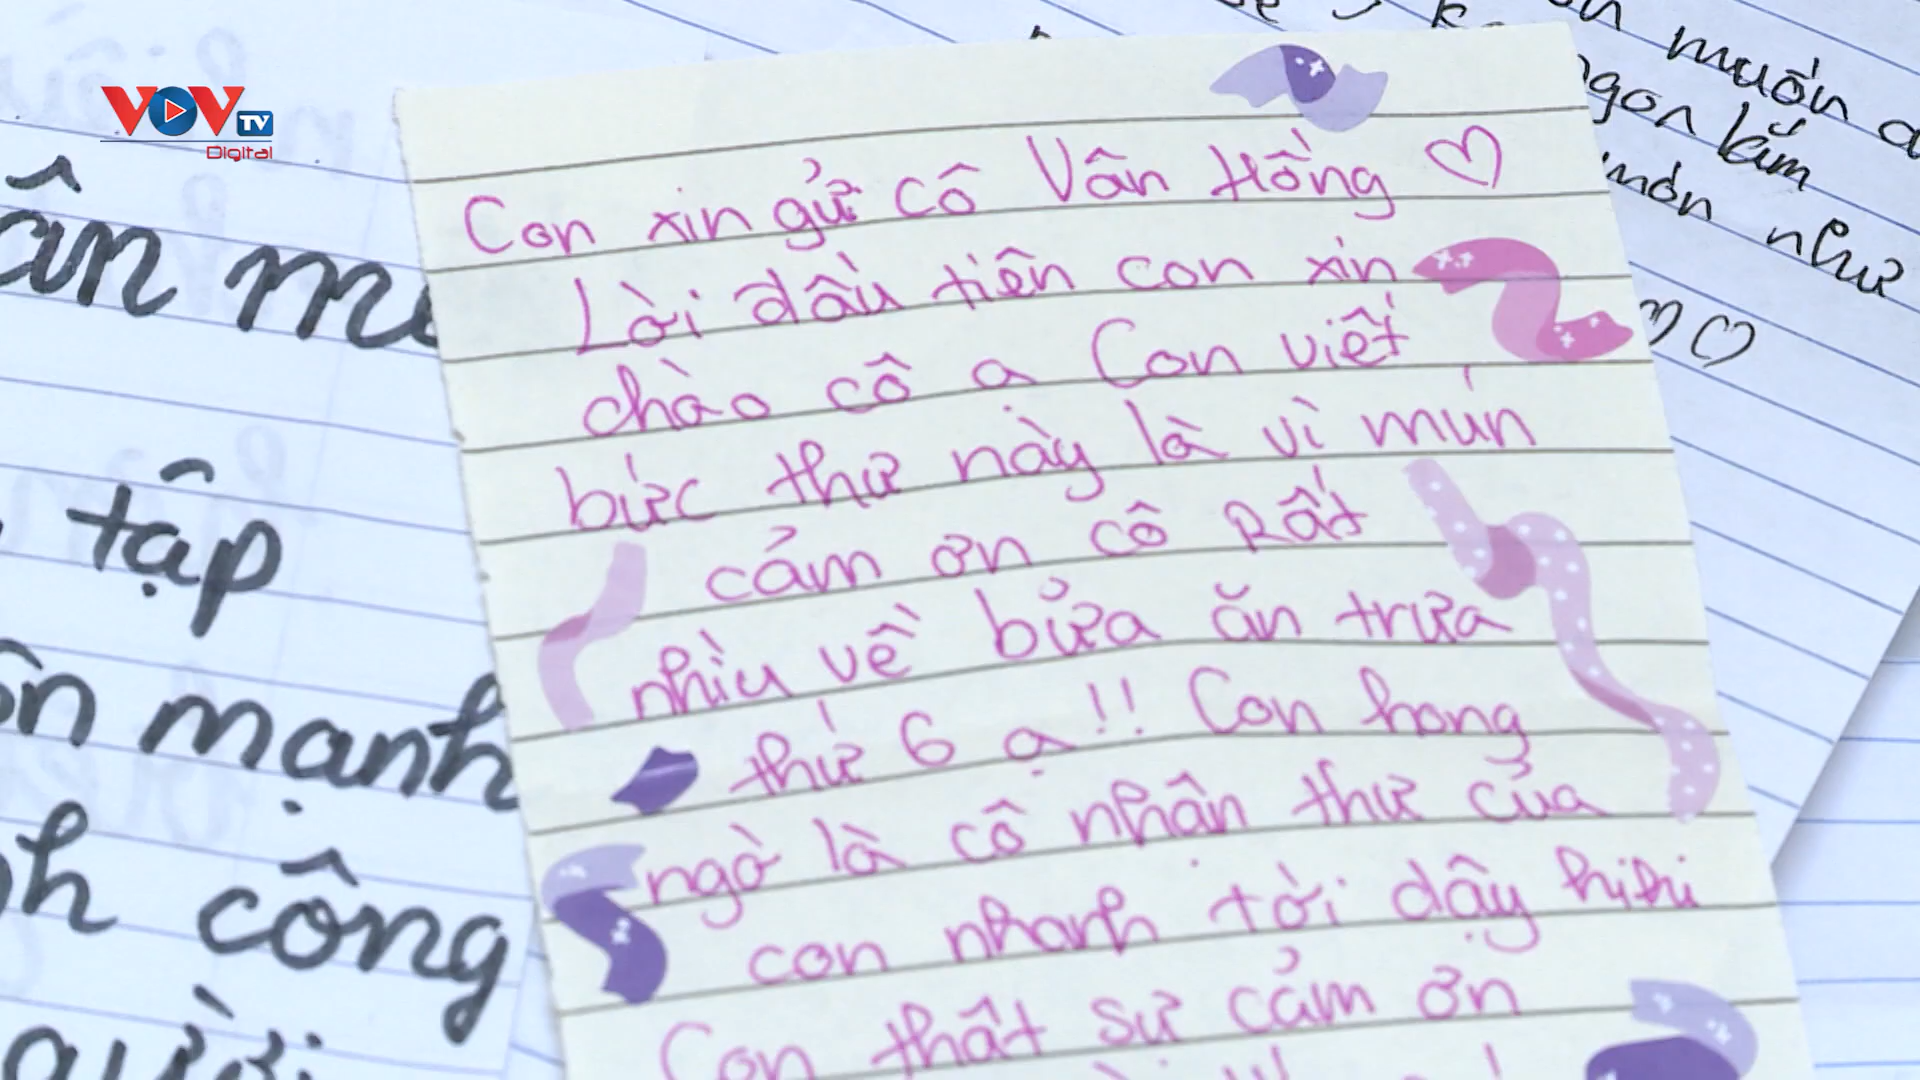 VOVTV
Digital
Con xin gửi cô Vân Hồng ♡
Lời đầu tiên con xin
chào cô ạ Con viết
bức thư này là vì mún
cảm ơn cô Rất
nhìu về bửa ăn trưa
thứ 6 ạ!! Con hong
ngờ là cô nhận thư của
con nhanh tới dậy hihi
Con thật sự cảm ơn
ân
tập
ôn mạnh
công
muốn
ngon lắm
món như
♡